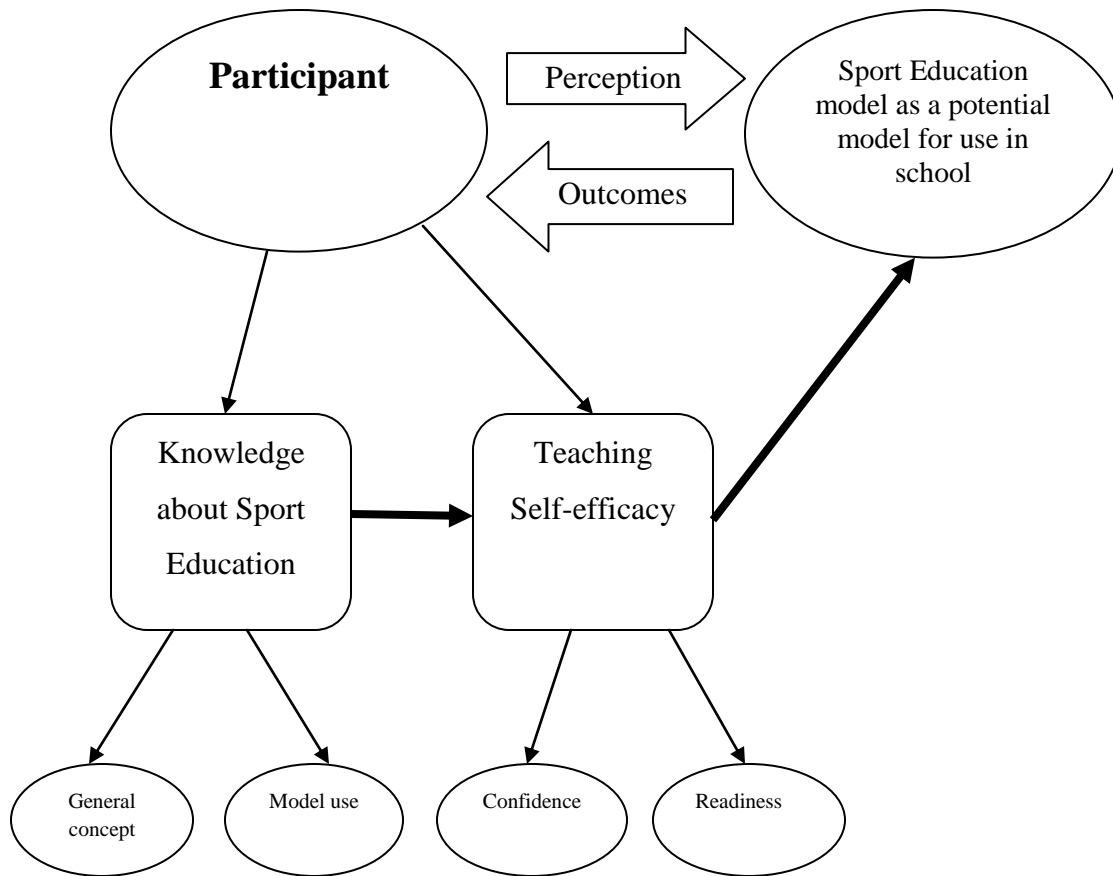 Participant
Perception
Outcomes
Sport Education
model as a potential
model for use in
school
Knowledge
about Sport
Education
Teaching
Self-efficacy
General
concept
Model use
Confidence
Readiness